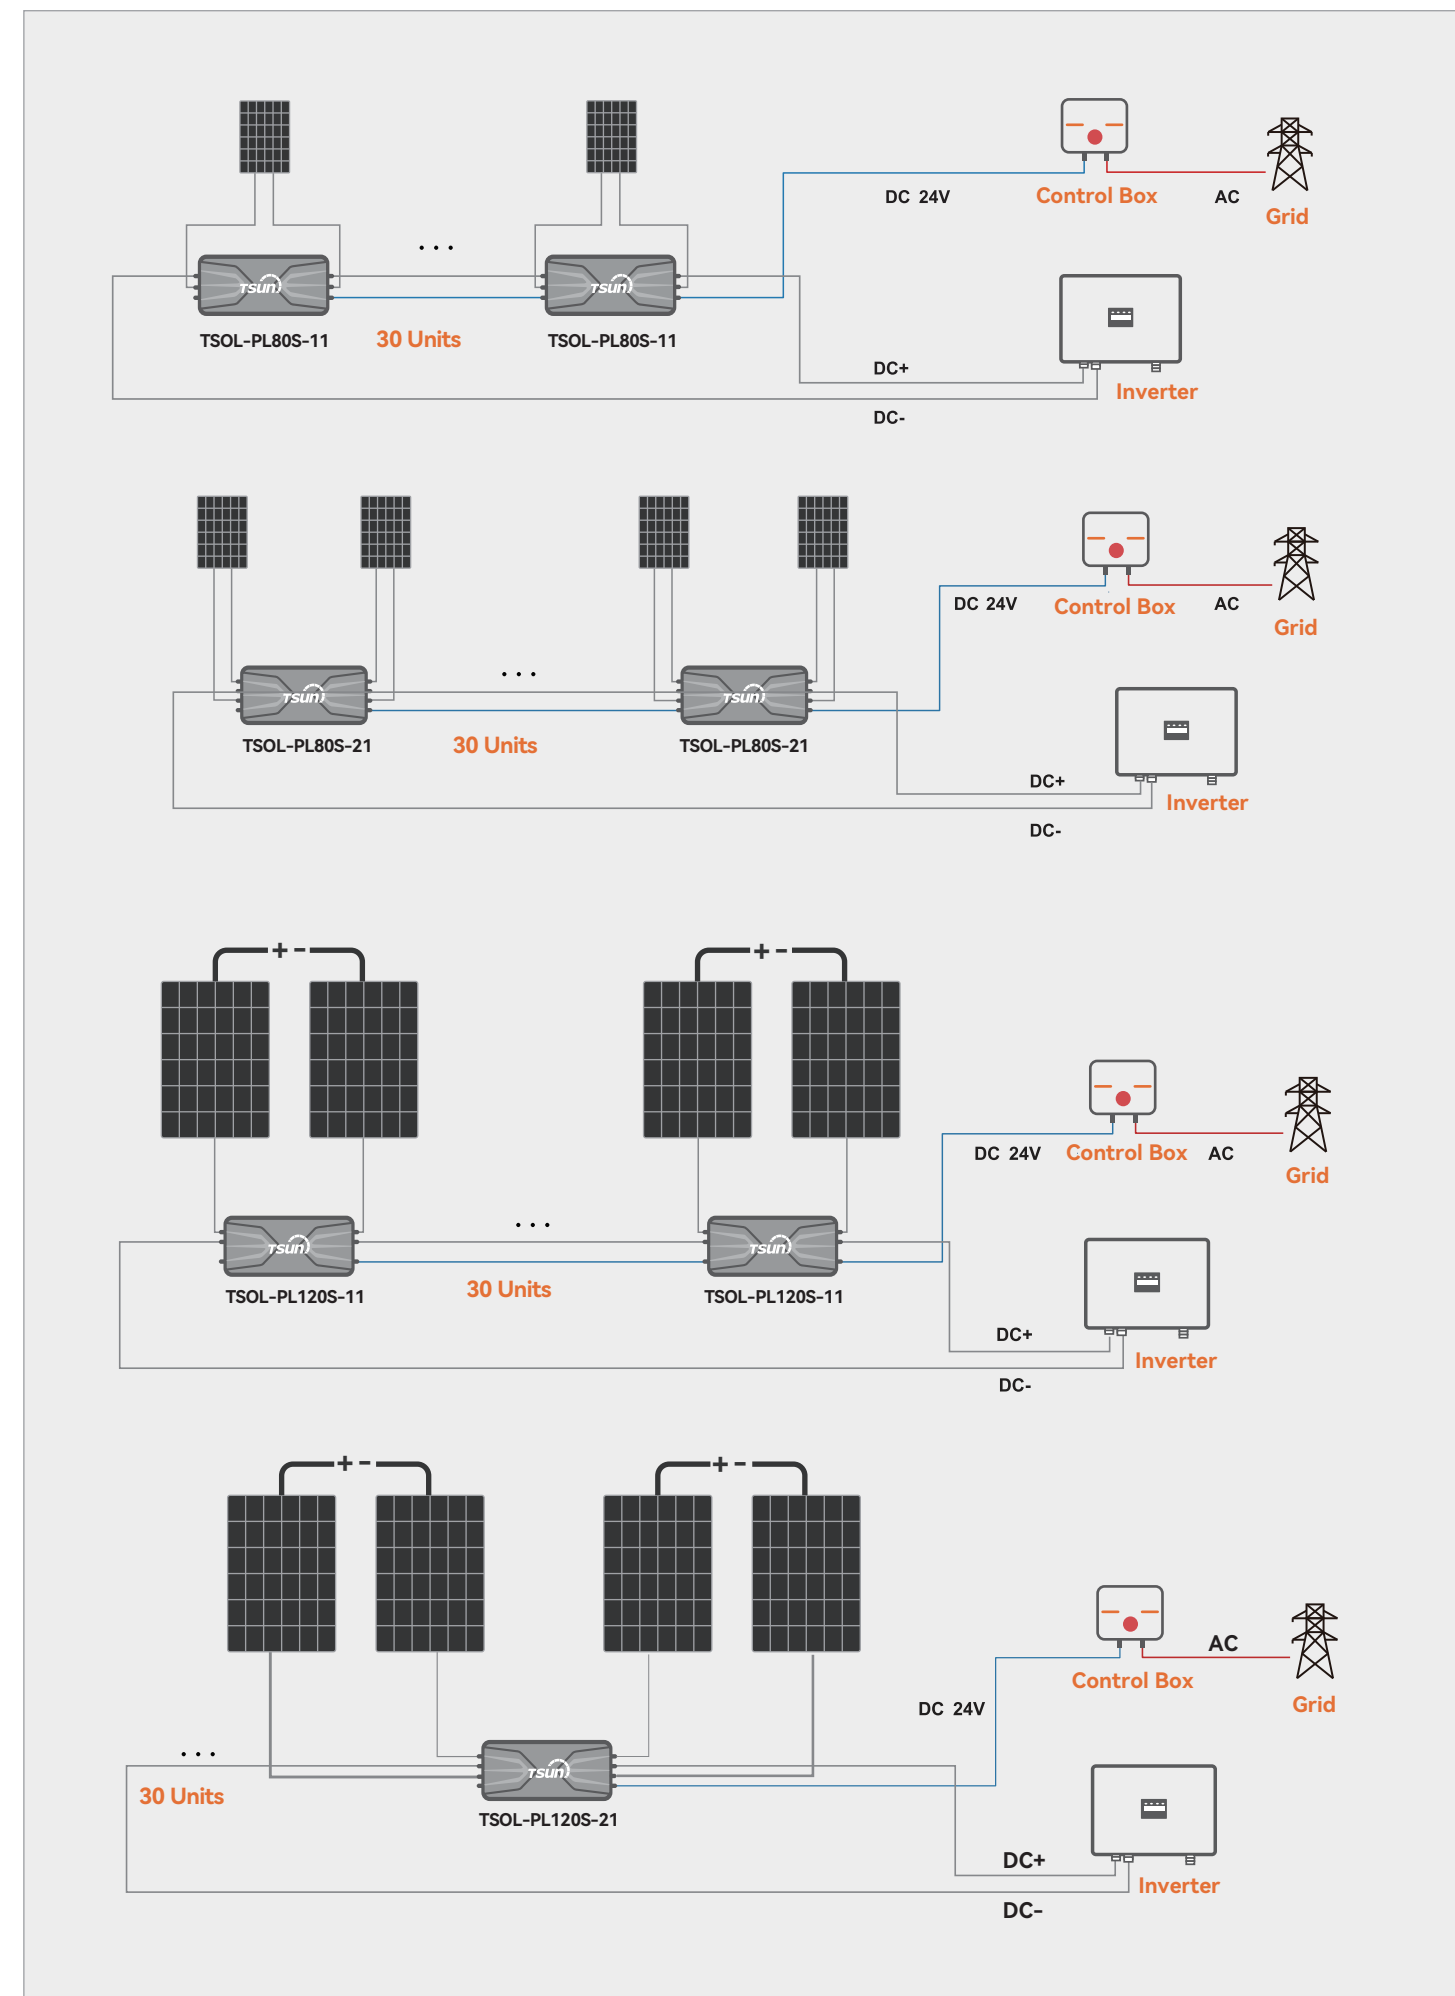 DC 24V
Control Box
AC
Grid
TSUN
TSUN
TSOL-PL80S-11
30 Units
TSOL-PL80S-11
DC+
Inverter
DC-
DC 24V
Control Box
AC
Grid
TSUN
TSUN
TSOL-PL80S-21
30 Units
TSOL-PL80S-21
DC+
Inverter
DC-
+ -
+ -
DC 24V
Control Box
AC
Grid
TSUN
TSUN
TSOL-PL120S-11
30 Units
TSOL-PL120S-11
DC+
Inverter
DC-
+ -
+ -
AC
Control Box
Grid
DC 24V
30 Units
TSUN
TSOL-PL120S-21
DC+
Inverter
DC-